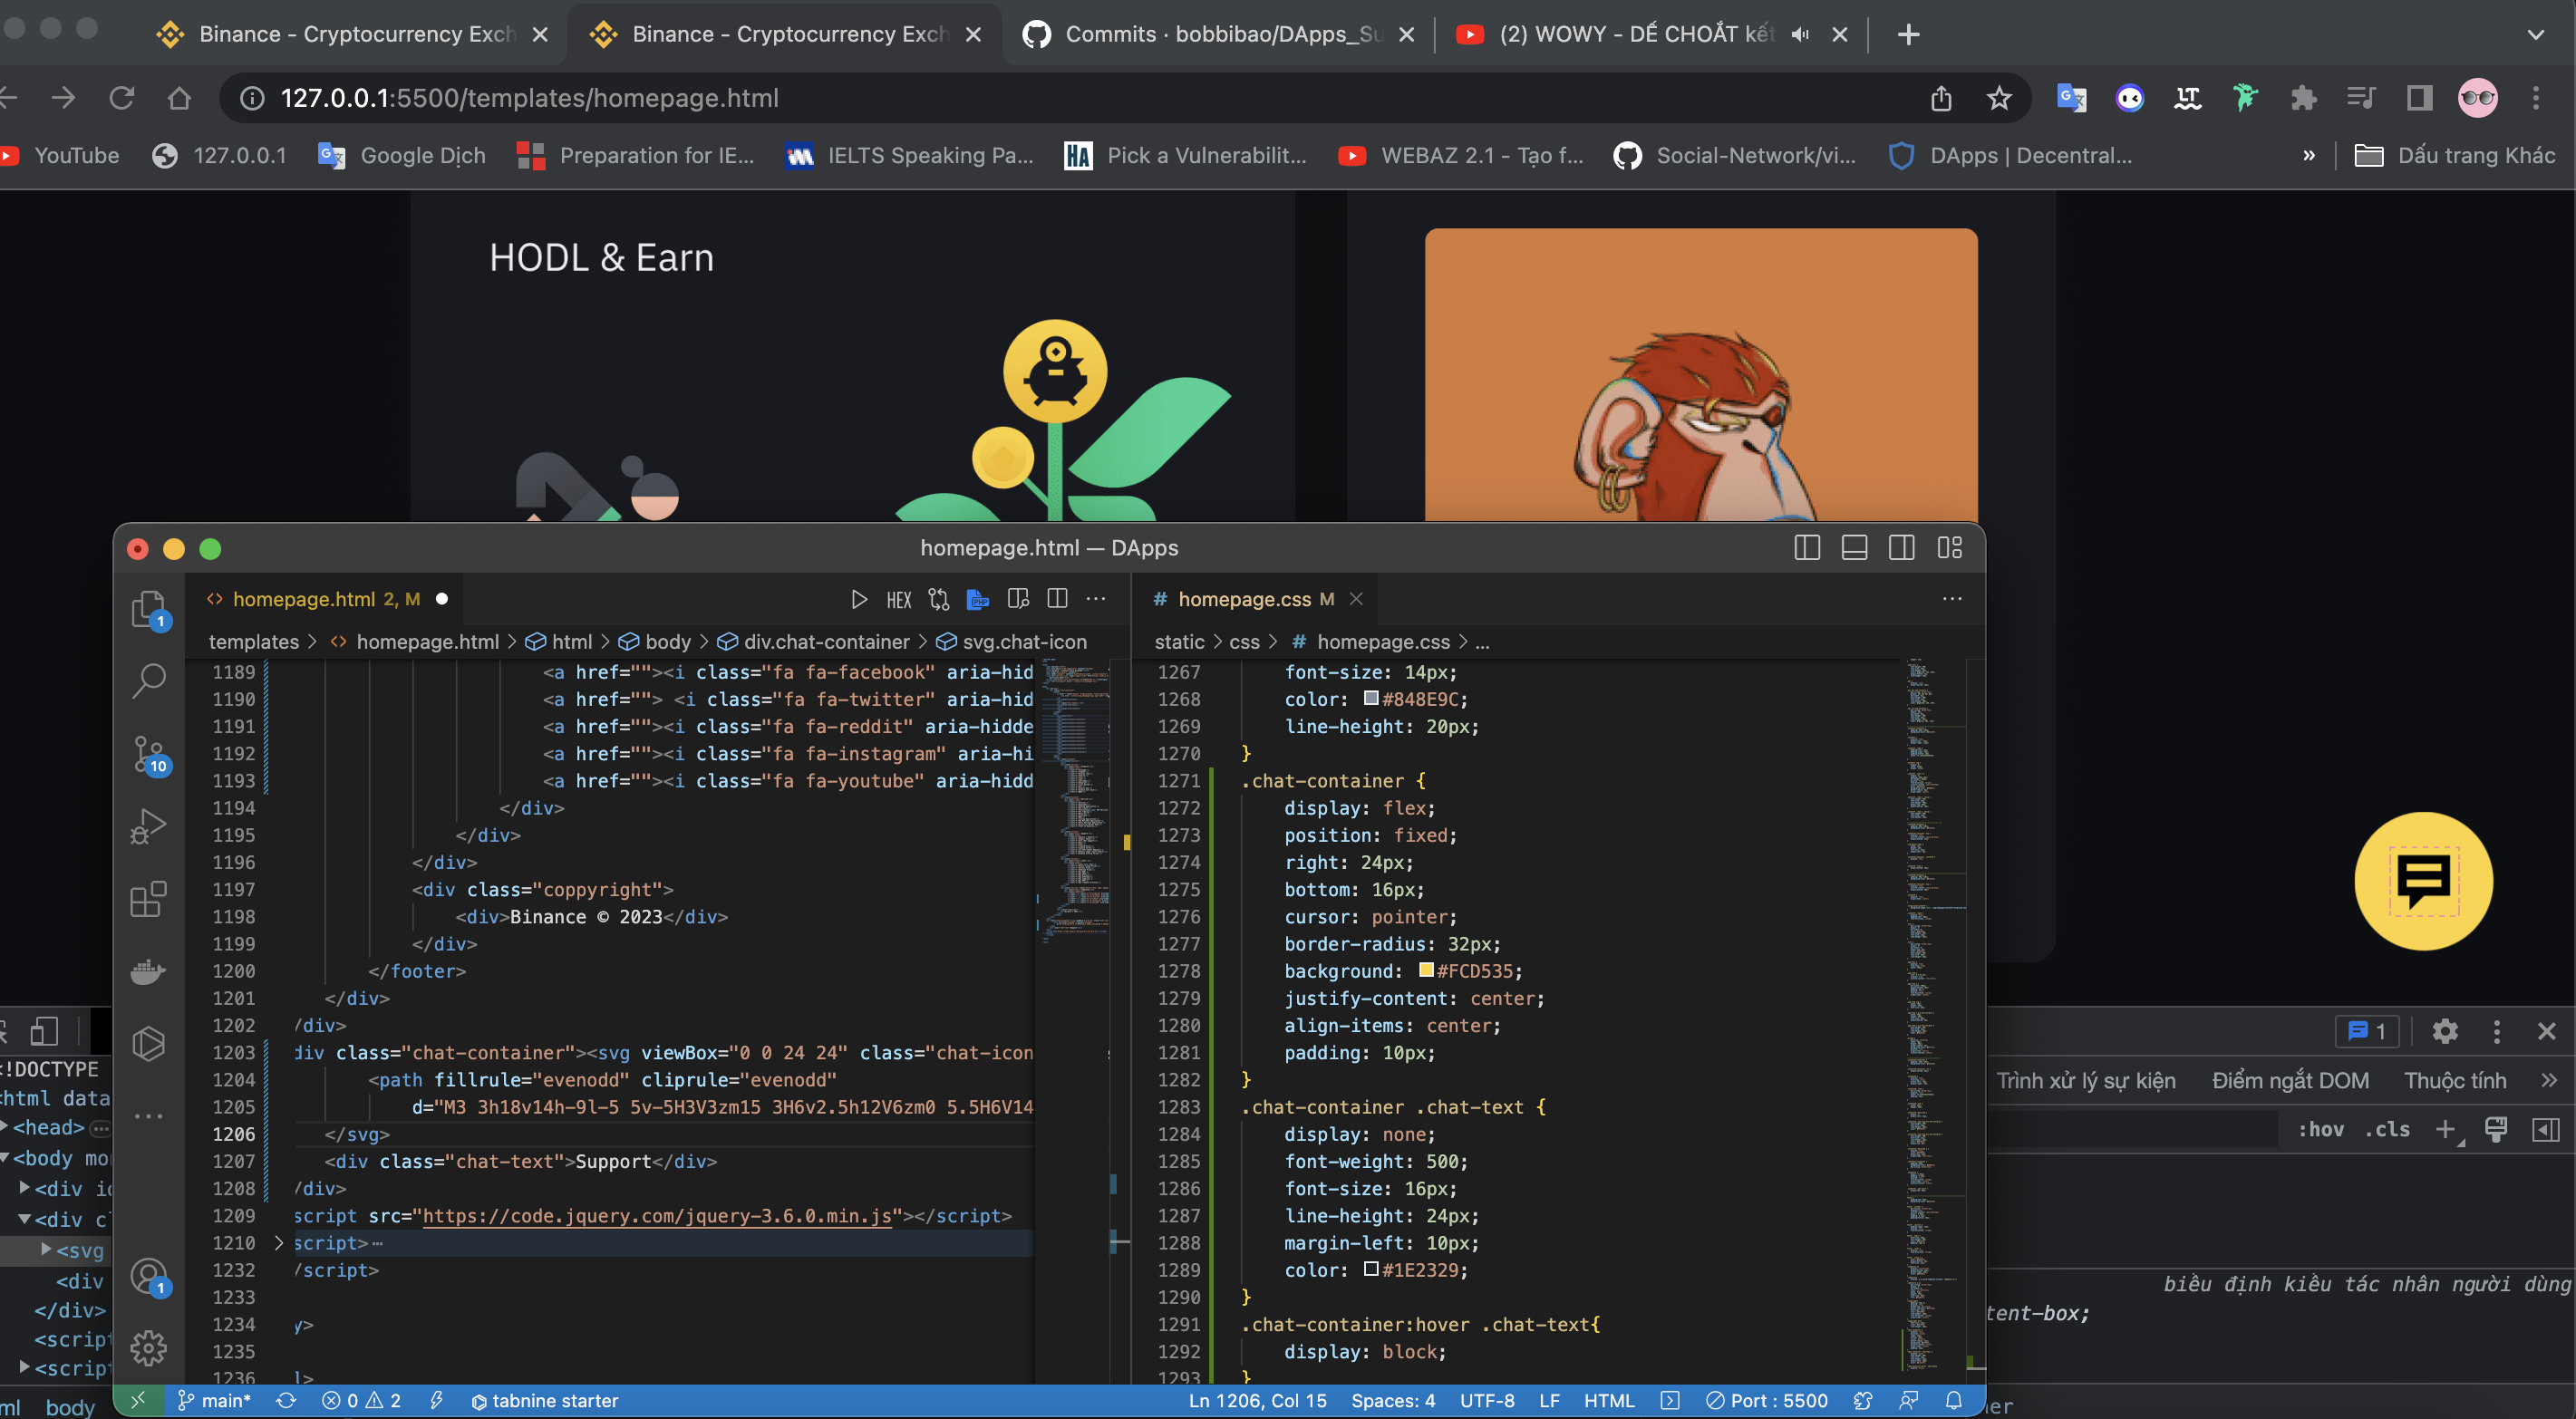 Binance - Cryptocurrency Exch
Binance - Cryptocurrency Exch
Commits · bobbibao/DApps_Su
(2) WOWY - DẾ CHOẮT kết
127.0.0.1:5500/templates/homepage.html
YouTube
127.0.0.1
Google Dịch
Preparation for IE...
IELTS Speaking Pa...
HA Pick a Vulnerabilit...
WEBAZ 2.1 - Tạo f...
Social-Network/vi...
DApps | Decentral...
»
Dấu trang Khác
HODL & Earn
homepage.html — DApps
homepage.html 2, M
HEX
# homepage.css M
templates > homepage.html > html > body > div.chat-container > svg.chat-icon
static > css > # homepage.css > ...
1189 <a href=""><i class="fa fa-facebook" aria-hid
1190 <a href=""> <i class="fa fa-twitter" aria-hid
1191 <a href=""><i class="fa fa-reddit" aria-hidde
1192 <a href=""><i class="fa fa-instagram" aria-hi
1193 <a href=""><i class="fa fa-youtube" aria-hidd
1194 </div>
1195 </div>
1196 </div>
1197 <div class="coppyright">
1198 <div>Binance © 2023</div>
1199 </div>
1200 </footer>
1201 </div>
1202 /div>
1203 div class="chat-container"><svg viewBox="0 0 24 24" class="chat-icon
1204 <path fillrule="evenodd" cliprule="evenodd"
1205 d="M3 3h18v14h-9l-5 5v-5H3V3zm15 3H6v2.5h12V6zm0 5.5H6V14
1206 </svg>
1207 <div class="chat-text">Support</div>
1208 /div>
1209 script src="https://code.jquery.com/jquery-3.6.0.min.js"></script>
1210 script>⋯
1232 /script>
1233
1234 y>
1235
1236 l>
1267 font-size: 14px;
1268 color: #848E9C;
1269 line-height: 20px;
1270 }
1271 .chat-container {
1272 display: flex;
1273 position: fixed;
1274 right: 24px;
1275 bottom: 16px;
1276 cursor: pointer;
1277 border-radius: 32px;
1278 background: #FCD535;
1279 justify-content: center;
1280 align-items: center;
1281 padding: 10px;
1282 }
1283 .chat-container .chat-text {
1284 display: none;
1285 font-weight: 500;
1286 font-size: 16px;
1287 line-height: 24px;
1288 margin-left: 10px;
1289 color: #1E2329;
1290 }
1291 .chat-container:hover .chat-text{
1292 display: block;
1293 }
1
10
1
main*
0
2
tabnine starter
Ln 1206, Col 15
Spaces: 4
UTF-8
LF
HTML
Port : 5500
<!DOCTYPE
<html data
<head>
<body mo
<div i
<div c
<svg
<div
</div>
<script
<script
ml
body
1
Trình xử lý sự kiện
Điểm ngắt DOM
Thuộc tính
»
:hov
.cls
biểu định kiểu tác nhân người dùng
tent-box;
ner